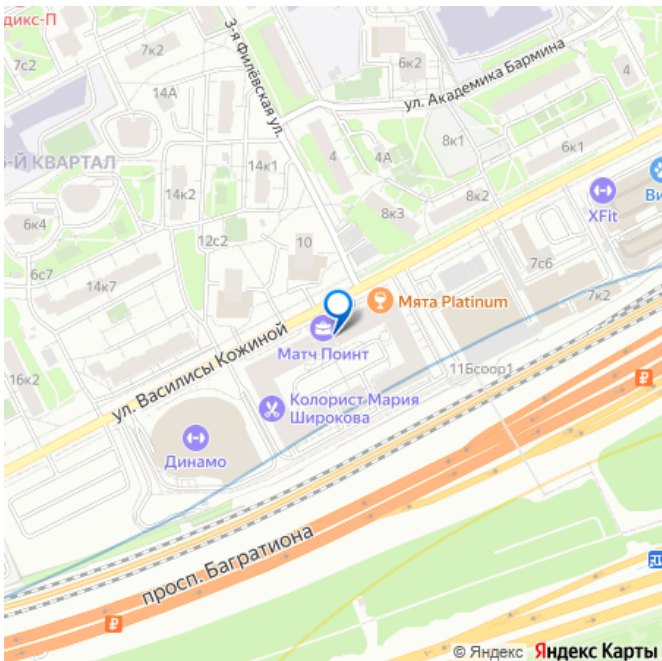 дикс-П
7к2
7с2
14А
3-я Филёвская ул.
6к2
ул. Академика Бармина
4
8к1
6к1
-Й КВАРТАЛ
14к1
4
4А
14к2
8к2
XFit
Ви
6к4
8к3
12с2
10
7с6
6с7
14к7
7к2
Мята Platinum
Матч Поинт
ул. Василисы Кожиной
16к2
11Бсоор1
Колорист Мария
Широкова
Динамо
просп. Багратиона
© Яндекс Яндекс Карты